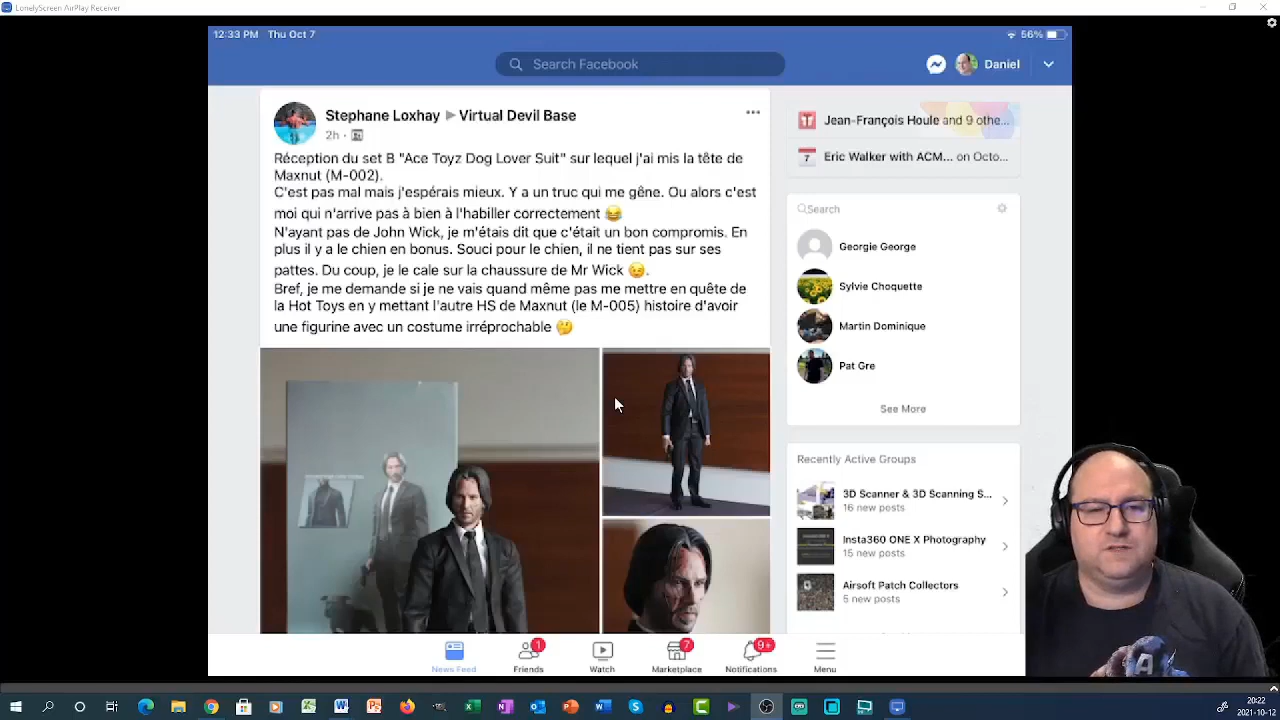 LonelyScreen AirPlay Receiver
12:33 PM Thu Oct 7
56%
Search Facebook
Daniel
Stephane Loxhay ▶ Virtual Devil Base
2h ·
Réception du set B "Ace Toyz Dog Lover Suit" sur lequel j'ai mis la tête de
Maxnut (M-002).
C'est pas mal mais j'espérais mieux. Y a un truc qui me gêne. Ou alors c'est
moi qui n'arrive pas à bien à l'habiller correctement 😂
N'ayant pas de John Wick, je m'étais dit que c'était un bon compromis. En
plus il y a le chien en bonus. Souci pour le chien, il ne tient pas sur ses
pattes. Du coup, je le cale sur la chaussure de Mr Wick 😉.
Bref, je me demande si je ne vais quand même pas me mettre en quête de
la Hot Toys en y mettant l'autre HS de Maxnut (le M-005) histoire d'avoir
une figurine avec un costume irréprochable 🤔
Jean-François Houle and 9 othe...
7
Eric Walker with ACM... on Octo...
Search
Georgie George
Sylvie Choquette
Martin Dominique
Pat Gre
See More
Recently Active Groups
3D Scanner & 3D Scanning S...
16 new posts
Insta360 ONE X Photography
15 new posts
Airsoft Patch Collectors
5 new posts
News Feed
1
Friends
Watch
7
Marketplace
9+
Notifications
Menu
20:22
2021-10-12